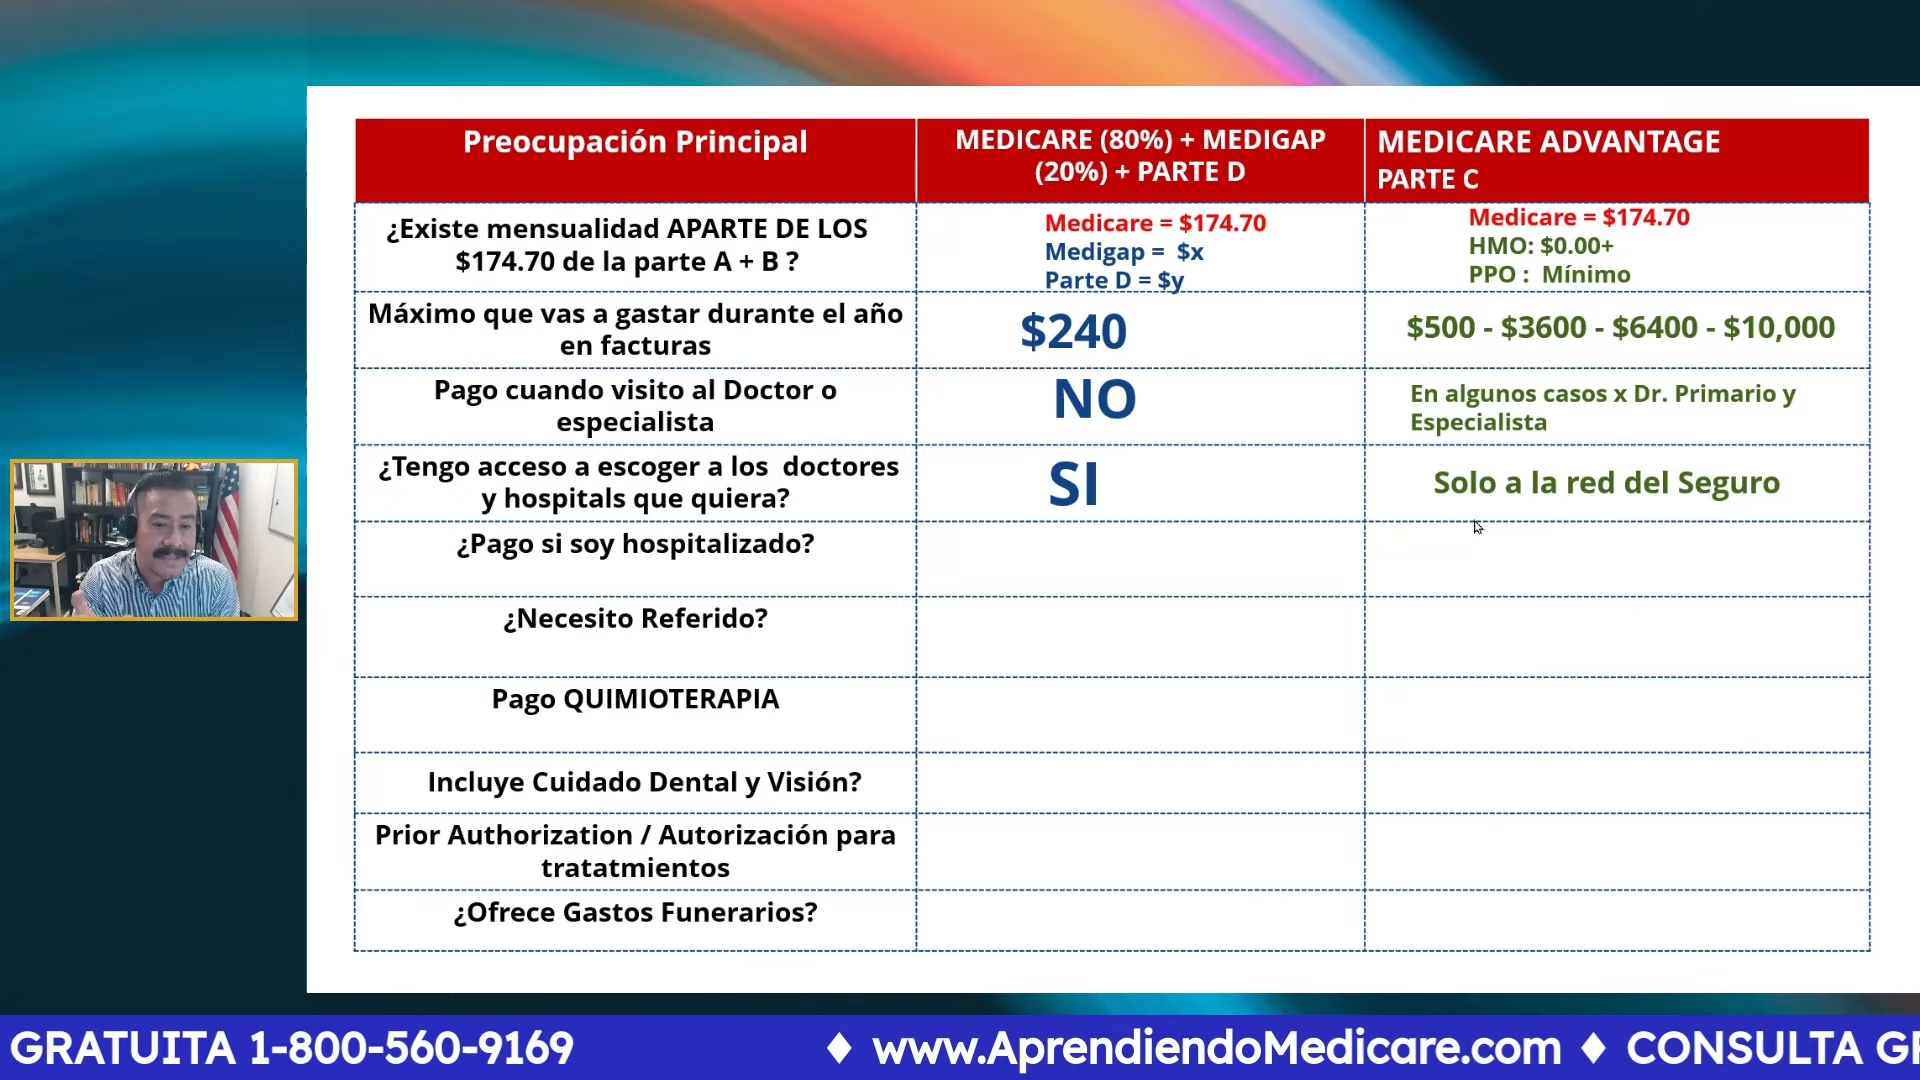 Preocupación Principal
MEDICARE (80%) + MEDIGAP
(20%) + PARTE D
MEDICARE ADVANTAGE
PARTE C
¿Existe mensualidad APARTE DE LOS
$174.70 de la parte A + B ?
Medicare = $174.70
Medigap =  $x
Parte D = $y
Medicare = $174.70
HMO: $0.00+
PPO :  Mínimo
Máximo que vas a gastar durante el año
en facturas
$240
$500 - $3600 - $6400 - $10,000
Pago cuando visito al Doctor o
especialista
NO
En algunos casos x Dr. Primario y
Especialista
¿Tengo acceso a escoger a los  doctores
y hospitals que quiera?
SI
Solo a la red del Seguro
¿Pago si soy hospitalizado?
¿Necesito Referido?
Pago QUIMIOTERAPIA
Incluye Cuidado Dental y Visión?
Prior Authorization / Autorización para
tratatmientos
¿Ofrece Gastos Funerarios?
GRATUITA 1-800-560-9169 ♦ www.AprendiendoMedicare.com ♦ CONSULTA GR